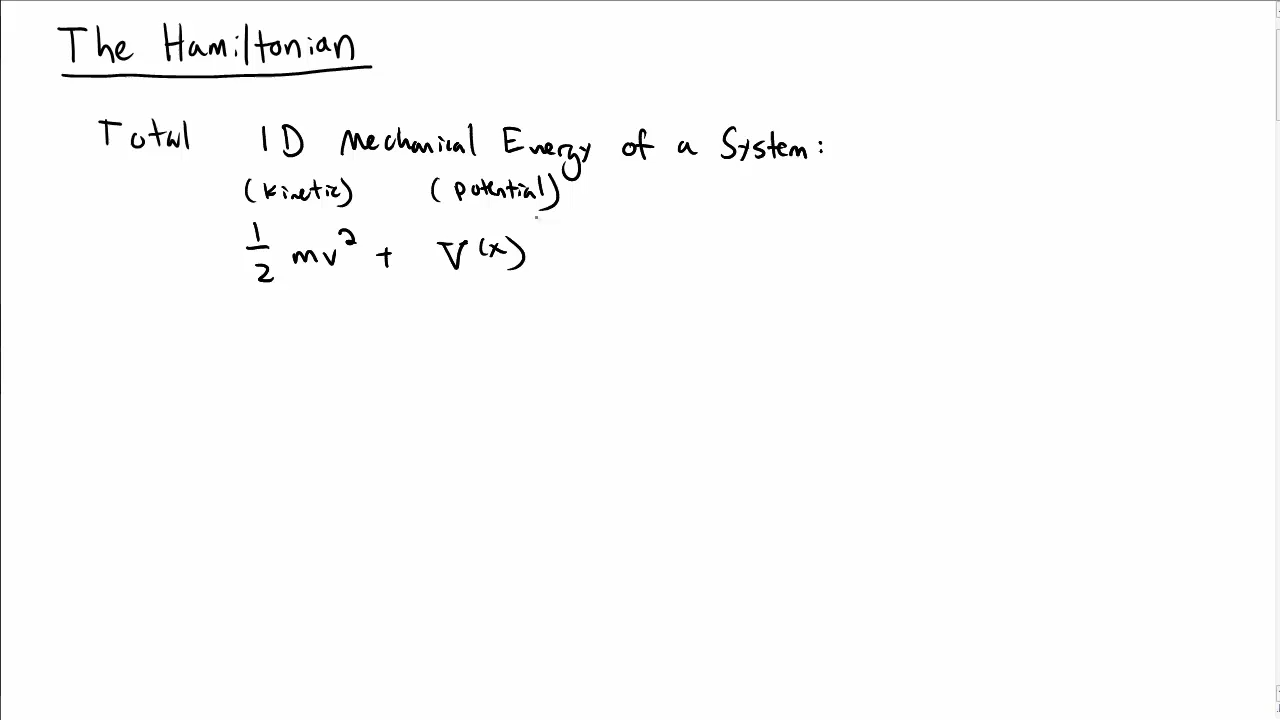 The Hamiltonian
Total 1D Mechanical Energy of a System:
(kinetic) (potential)
1/2 mv² + V(x)